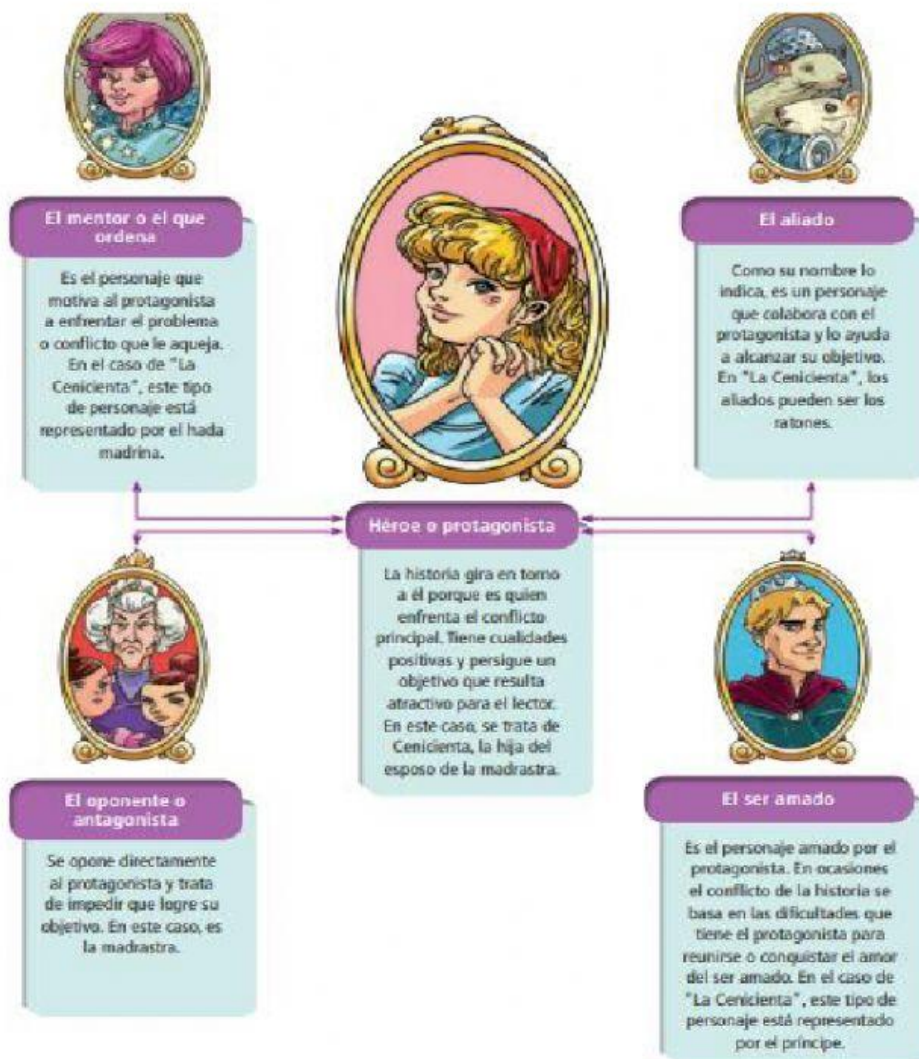 El mentor o el que
ordena
Es el personaje que
motiva al protagonista
a enfrentar el problema
o conflicto que le aqueja.
En el caso de "La
Cenicienta", este tipo
de personaje está
representado por el hada
madrina.
El aliado
Como su nombre lo
indica, es un personaje
que colabora con el
protagonista y lo ayuda
a alcanzar su objetivo.
En "La Cenicienta", los
aliados pueden ser los
ratones.
Héroe o protagonista
La historia gira en torno
a él porque es quien
enfrenta el conflicto
principal. Tiene cualidades
positivas y persigue un
objetivo que resulta
atractivo para el lector.
En este caso, se trata de
Cenicienta, la hija del
esposo de la madrastra.
El oponente o
antagonista
Se opone directamente
al protagonista y trata
de impedir que logre su
objetivo. En este caso, es
la madrastra.
El ser amado
Es el personaje amado por el
protagonista. En ocasiones
el conflicto de la historia se
basa en las dificultades que
tiene el protagonista para
reunirse o conquistar el amor
del ser amado. En el caso de
"La Cenicienta", este tipo de
personaje está representado
por el príncipe.